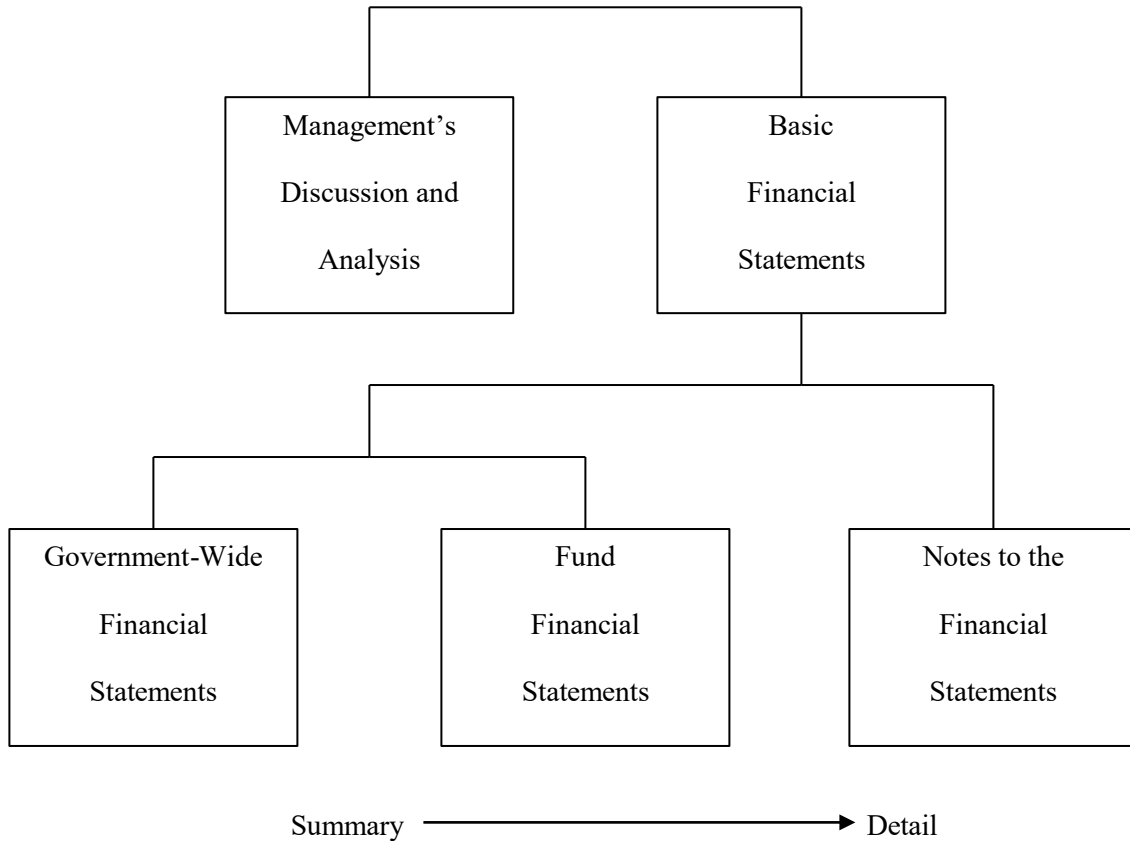 Management’s
Discussion and
Analysis
Basic
Financial
Statements
Government-Wide
Financial
Statements
Fund
Financial
Statements
Notes to the
Financial
Statements
Summary
Detail